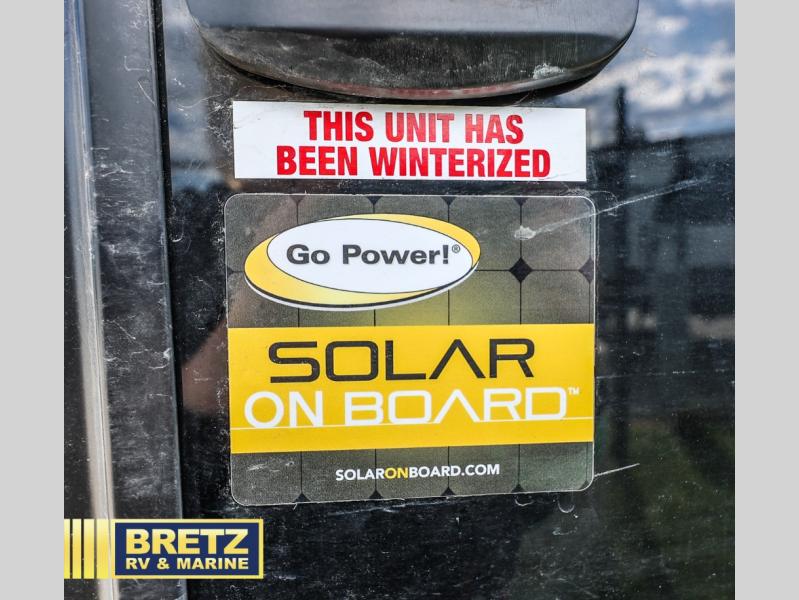 THIS UNIT HAS
BEEN WINTERIZED
Go Power!®
SOLAR
ON BOARD™
SOLARONBOARD.COM
BRETZ
RV & MARINE